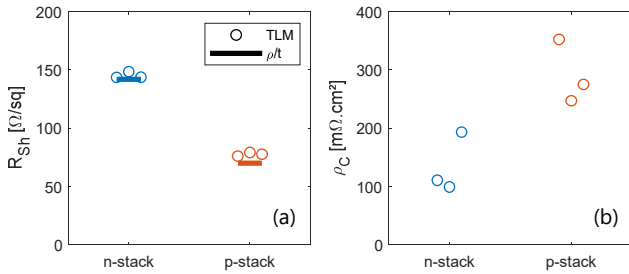 200
150
100
50
0
R_Sh [Ω/sq]
TLM
ρ/t
(a)
n-stack
p-stack
400
300
200
100
0
ρ_C [mΩ.cm²]
(b)
n-stack
p-stack